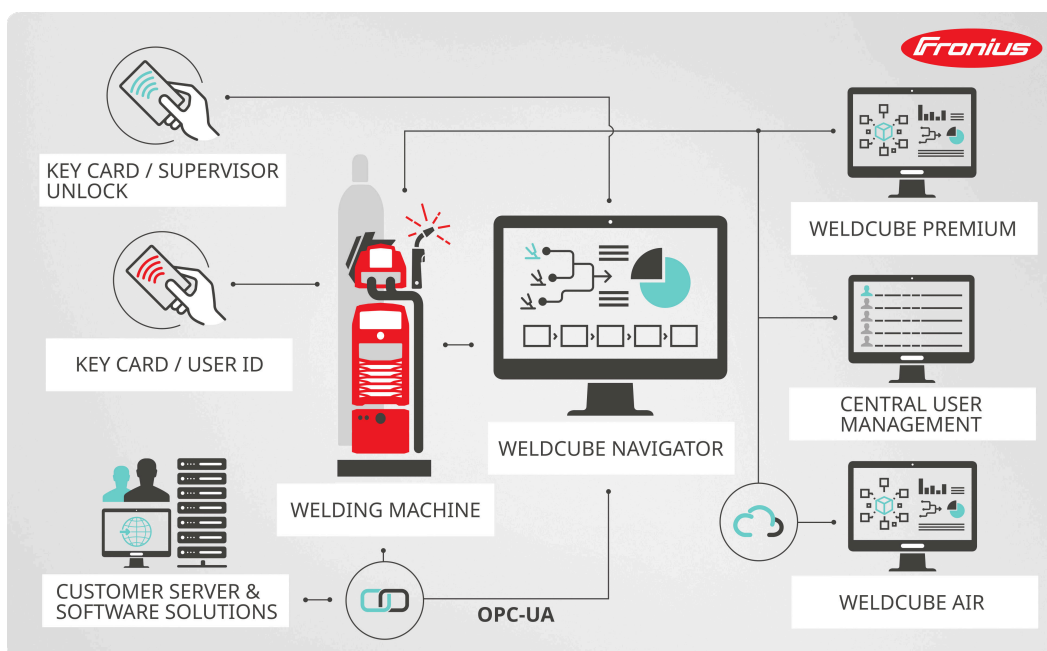 Fronius
KEY CARD / SUPERVISOR
UNLOCK
WELDCUBE PREMIUM
KEY CARD / USER ID
CENTRAL USER
MANAGEMENT
WELDCUBE NAVIGATOR
WELDING MACHINE
CUSTOMER SERVER &
SOFTWARE SOLUTIONS
OPC-UA
WELDCUBE AIR